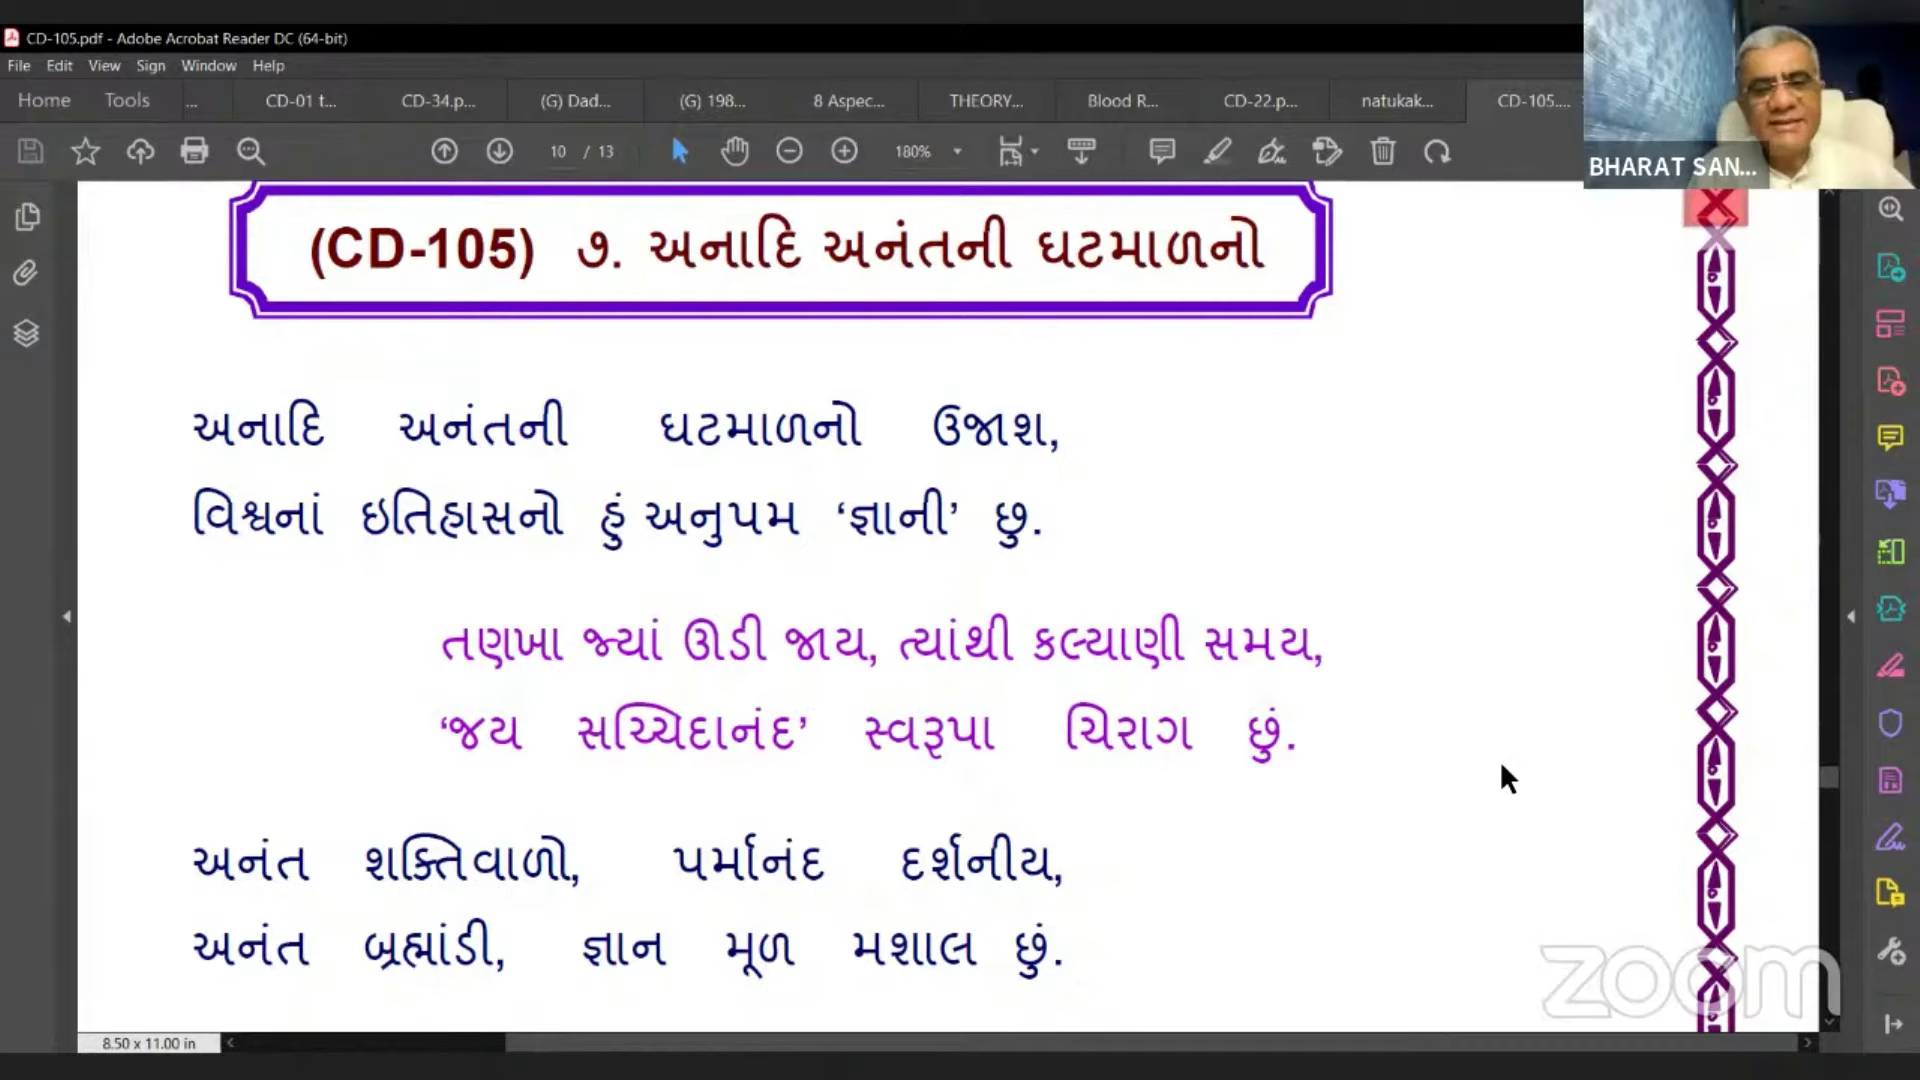 CD-105.pdf - Adobe Acrobat Reader DC (64-bit)
File Edit View Sign Window Help
Home Tools ... CD-01 t... CD-34.p... (G) Dad... (G) 198... 8 Aspec... THEORY... Blood R... CD-22.p... natukak... CD-105....
10 / 13 180%
BHARAT SAN...
(CD-105) ૭. અનાદિ અનંતની ઘટમાળનો
અનાદિ અનંતની ઘટમાળનો ઉજાશ,
વિશ્વનાં ઇતિહાસનો હું અનુપમ ‘જ્ઞાની’ છુ.
તણખા જ્યાં ઊડી જાય, ત્યાંથી કલ્યાણી સમય,
‘જય સચ્ચિદાનંદ’ સ્વરૂપા ચિરાગ છું.
અનંત શક્તિવાળો, પર્માનંદ દર્શનીય,
અનંત બ્રહ્માંડી, જ્ઞાન મૂળ મશાલ છું.
zoom
8.50 x 11.00 in